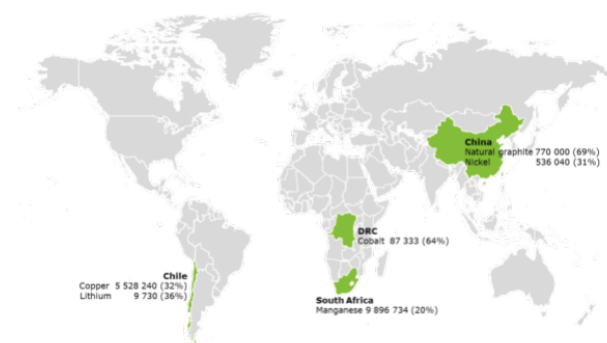 China
Natural graphite 770 000 (69%)
Nickel 536 040 (31%)
DRC
Cobalt 87 333 (64%)
Chile
Copper 5 528 240 (32%)
Lithium 9 730 (36%)
South Africa
Manganese 9 896 734 (20%)